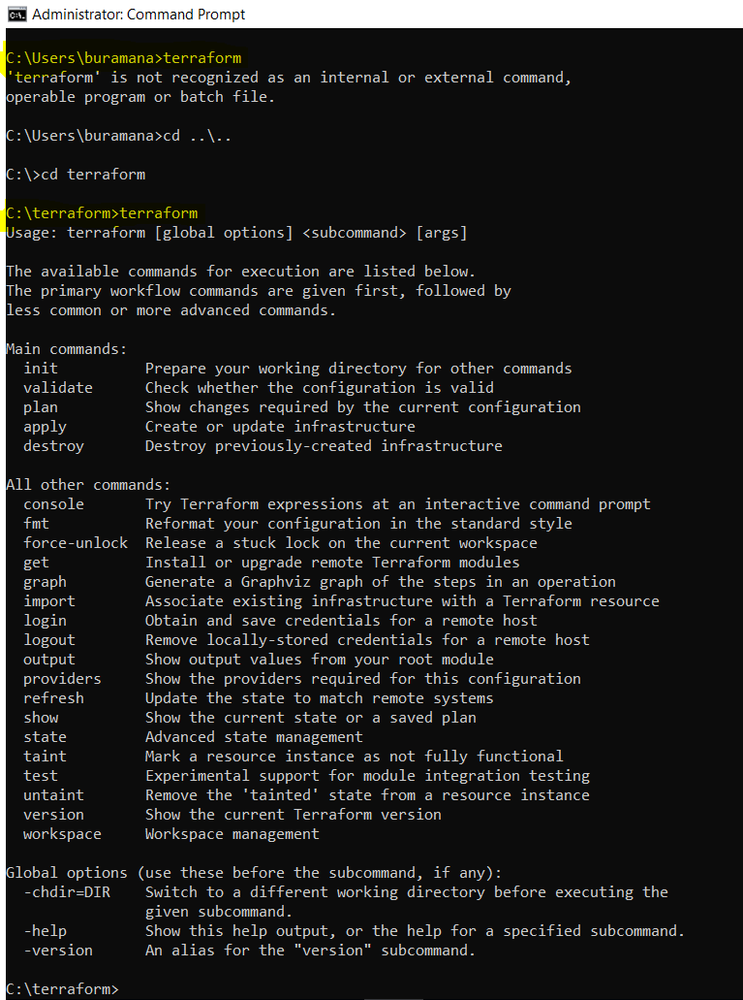 Administrator: Command Prompt
C:\Users\buramana>terraform
'terraform' is not recognized as an internal or external command,
operable program or batch file.
C:\Users\buramana>cd ..\..
C:\>cd terraform
C:\terraform>terraform
Usage: terraform [global options] <subcommand> [args]
The available commands for execution are listed below.
The primary workflow commands are given first, followed by
less common or more advanced commands.
Main commands:
  init          Prepare your working directory for other commands
  validate      Check whether the configuration is valid
  plan          Show changes required by the current configuration
  apply         Create or update infrastructure
  destroy       Destroy previously-created infrastructure
All other commands:
  console       Try Terraform expressions at an interactive command prompt
  fmt           Reformat your configuration in the standard style
  force-unlock  Release a stuck lock on the current workspace
  get           Install or upgrade remote Terraform modules
  graph         Generate a Graphviz graph of the steps in an operation
  import        Associate existing infrastructure with a Terraform resource
  login         Obtain and save credentials for a remote host
  logout        Remove locally-stored credentials for a remote host
  output        Show output values from your root module
  providers     Show the providers required for this configuration
  refresh       Update the state to match remote systems
  show          Show the current state or a saved plan
  state         Advanced state management
  taint         Mark a resource instance as not fully functional
  test          Experimental support for module integration testing
  untaint       Remove the 'tainted' state from a resource instance
  version       Show the current Terraform version
  workspace     Workspace management
Global options (use these before the subcommand, if any):
  -chdir=DIR    Switch to a different working directory before executing the
                given subcommand.
  -help         Show this help output, or the help for a specified subcommand.
  -version      An alias for the "version" subcommand.
C:\terraform>